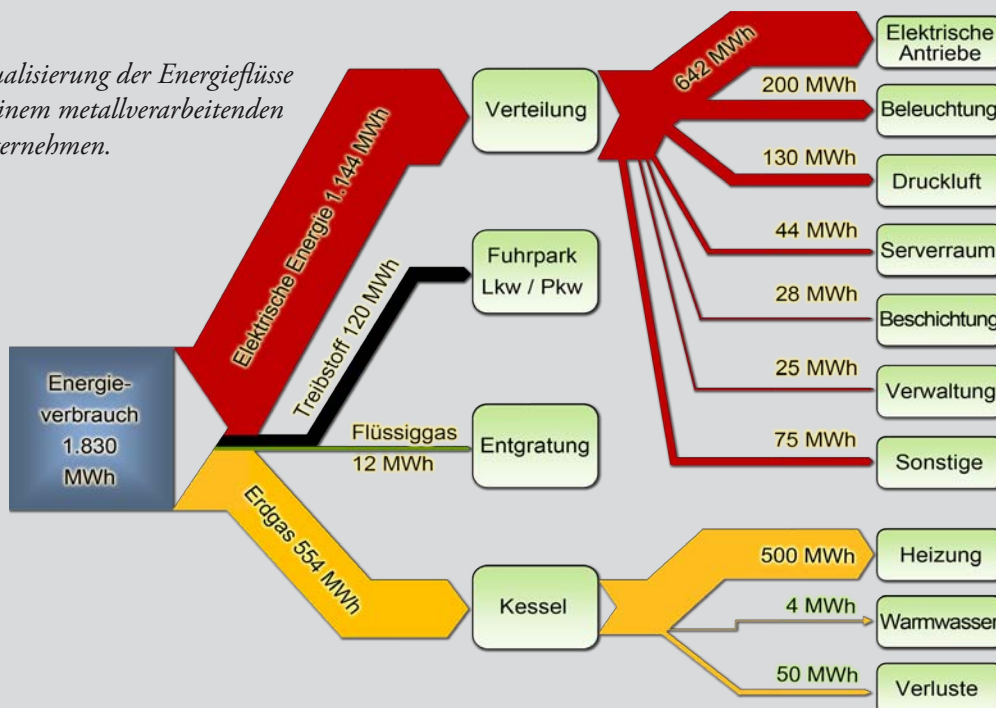 ualisierung der Energieflüsse
inem metallverarbeitenden
ernehmen.
Energie-
verbrauch
1.830
MWh
Elektrische Energie 1.144 MWh
Treibstoff 120 MWh
Flüssiggas
12 MWh
Erdgas 554 MWh
Verteilung
Fuhrpark
Lkw / Pkw
Entgratung
Kessel
642 MWh
Elektrische
Antriebe
200 MWh
Beleuchtung
130 MWh
Druckluft
44 MWh
Serverraum
28 MWh
Beschichtung
25 MWh
Verwaltung
75 MWh
Sonstige
500 MWh
Heizung
4 MWh
Warmwasser
50 MWh
Verluste